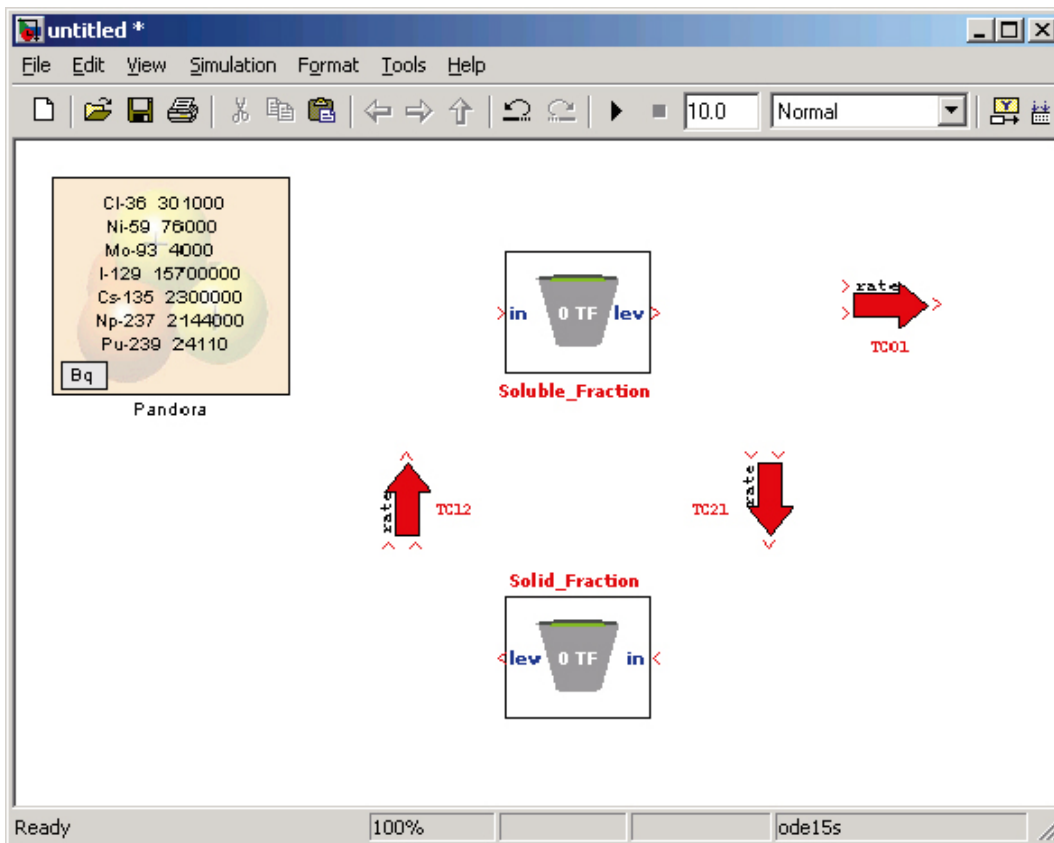 untitled *
File Edit View Simulation Format Tools Help
10.0 Normal
Cl-36 301000
Ni-59 76000
Mo-93 4000
I-129 15700000
Cs-135 2300000
Np-237 2144000
Pu-239 24110
Bq
Pandora
in 0 TF lev
Soluble_Fraction
rate
TC01
rate
TC12
rate
TC21
Solid_Fraction
lev 0 TF in
Ready 100% ode15s